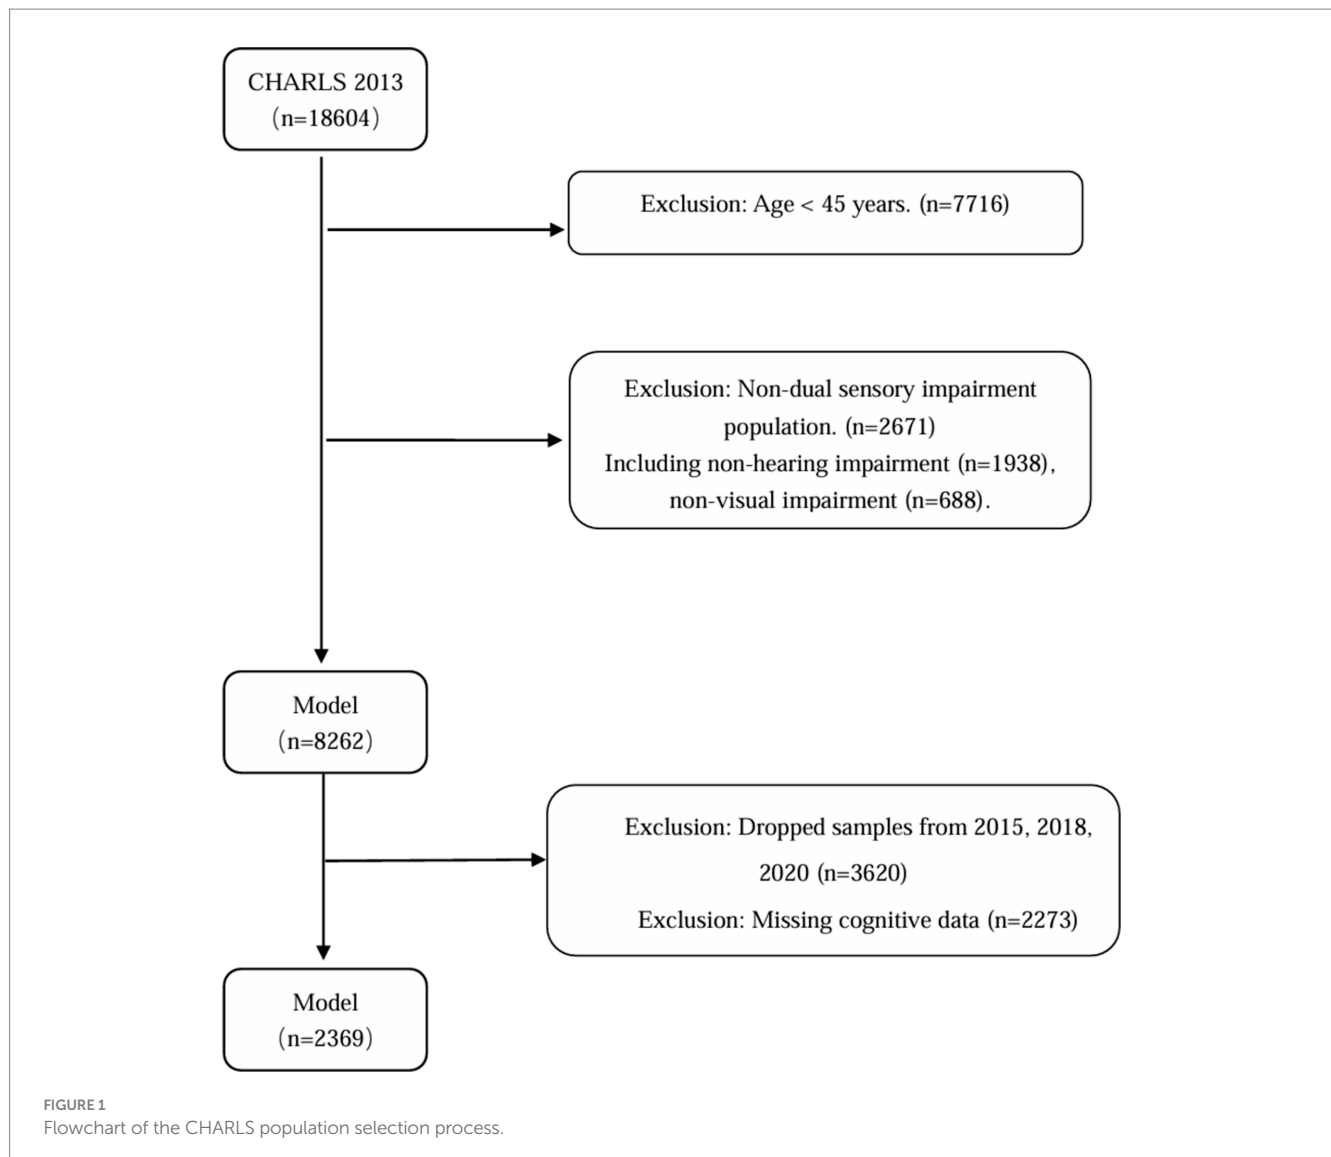 CHARLS 2013
(n=18604)
Exclusion: Age < 45 years. (n=7716)
Exclusion: Non-dual sensory impairment
population. (n=2671)
Including non-hearing impairment (n=1938),
non-visual impairment (n=688).
Model
(n=8262)
Exclusion: Dropped samples from 2015, 2018,
2020 (n=3620)
Exclusion: Missing cognitive data (n=2273)
Model
(n=2369)
FIGURE 1
Flowchart of the CHARLS population selection process.